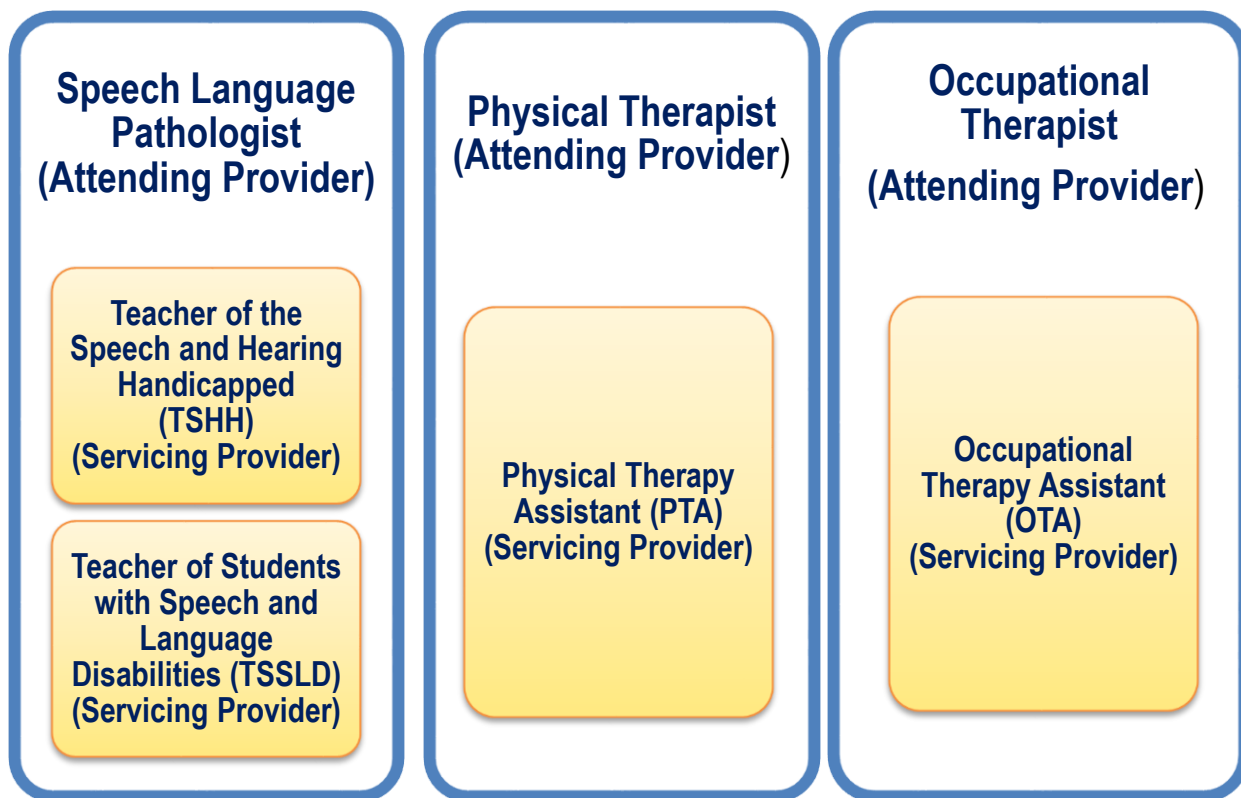 Speech Language
Pathologist
(Attending Provider)
Teacher of the
Speech and Hearing
Handicapped
(TSHH)
(Servicing Provider)
Teacher of Students
with Speech and
Language
Disabilities (TSSLD)
(Servicing Provider)
Physical Therapist
(Attending Provider)
Physical Therapy
Assistant (PTA)
(Servicing Provider)
Occupational
Therapist
(Attending Provider)
Occupational
Therapy Assistant
(OTA)
(Servicing Provider)